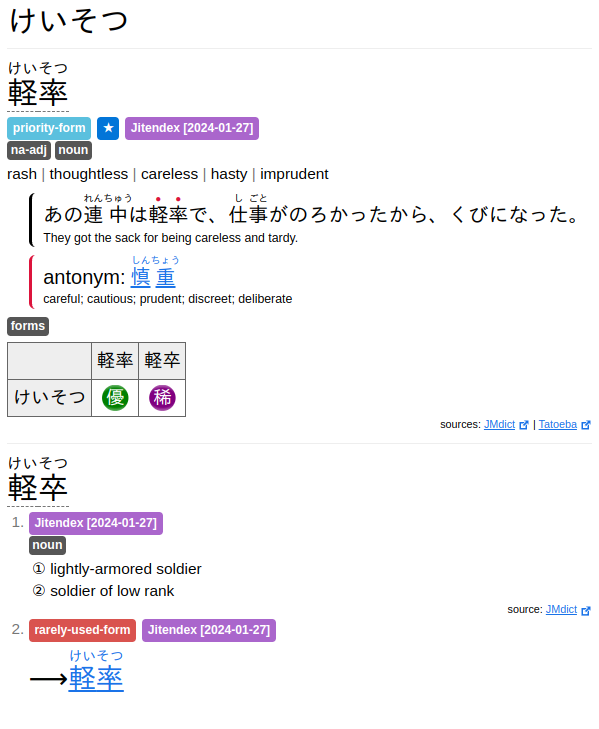 けいそつ
けいそつ
軽率
priority-form ★ Jitendex [2024-01-27]
na-adj noun
rash | thoughtless | careless | hasty | imprudent
れんちゅう し ごと
あの連中は軽率で、仕事がのろかったから、くびになった。
They got the sack for being careless and tardy.
しんちょう
antonym: 慎重
careful; cautious; prudent; discreet; deliberate
forms
軽率 軽卒
けいそつ 優 稀
sources: JMdict | Tatoeba
けいそつ
軽卒
1. Jitendex [2024-01-27]
noun
① lightly-armored soldier
② soldier of low rank
source: JMdict
2. rarely-used-form Jitendex [2024-01-27]
けいそつ
⟶軽率